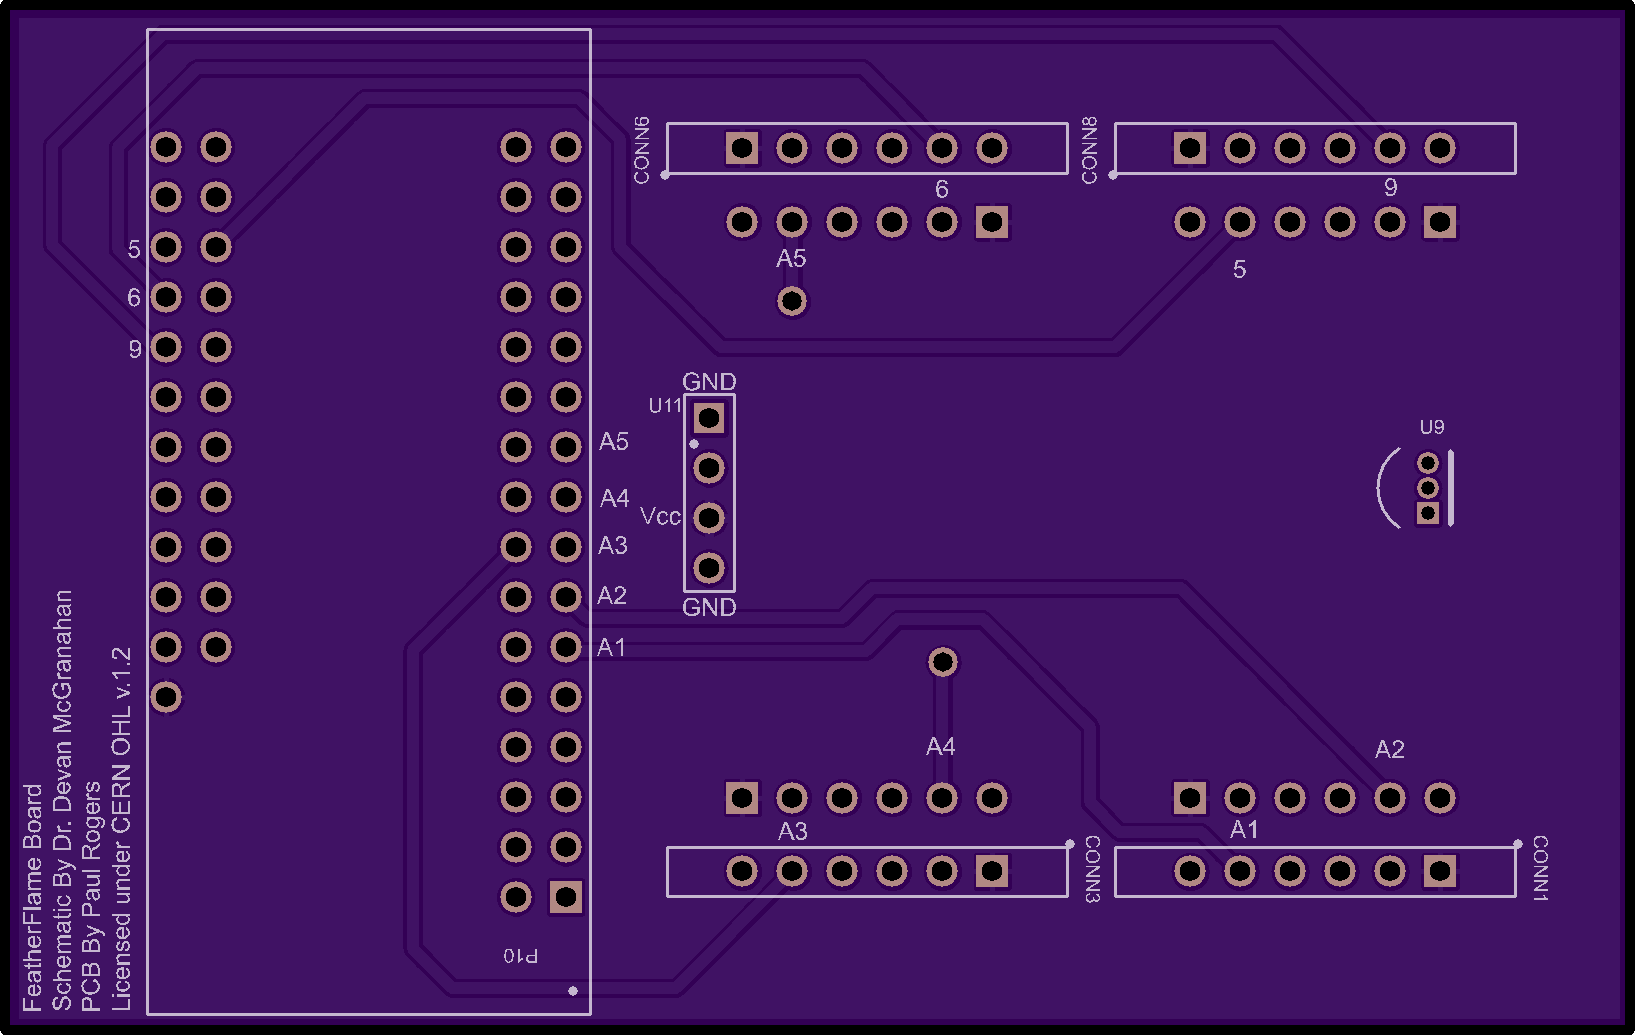 CONN6
CONN8
6
9
A5
5
5
6
9
GND
U11
Vcc
GND
U9
A5
A4
A3
A2
A1
A4
A2
A3
A1
CONN3
CONN1
P10
FeatherFlame Board
Schematic By Dr. Devan McGranahan
PCB By Paul Rogers
Licensed under CERN OHL v.1.2